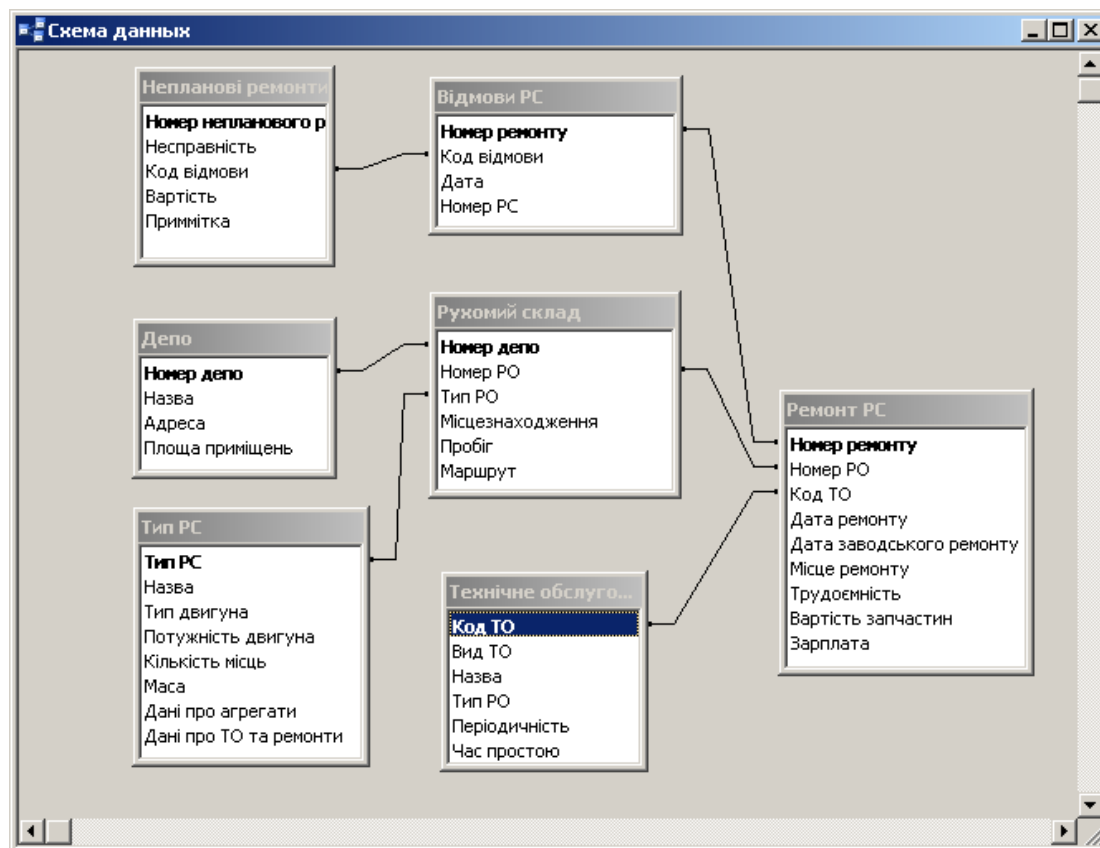 Схема данных
Непланові ремонти
Номер непланового р
Несправність
Код відмови
Вартість
Приммітка
Відмови РС
Номер ремонту
Код відмови
Дата
Номер РС
Депо
Номер депо
Назва
Адреса
Площа приміщень
Рухомий склад
Номер депо
Номер РО
Тип РО
Місцезнаходження
Пробіг
Маршрут
Тип РС
Тип РС
Назва
Тип двигуна
Потужність двигуна
Кількість місць
Маса
Дані про агрегати
Дані про ТО та ремонти
Технічне обслуго...
Код ТО
Вид ТО
Назва
Тип РО
Періодичність
Час простою
Ремонт РС
Номер ремонту
Номер РО
Код ТО
Дата ремонту
Дата заводського ремонту
Місце ремонту
Трудоємність
Вартість запчастин
Зарплата